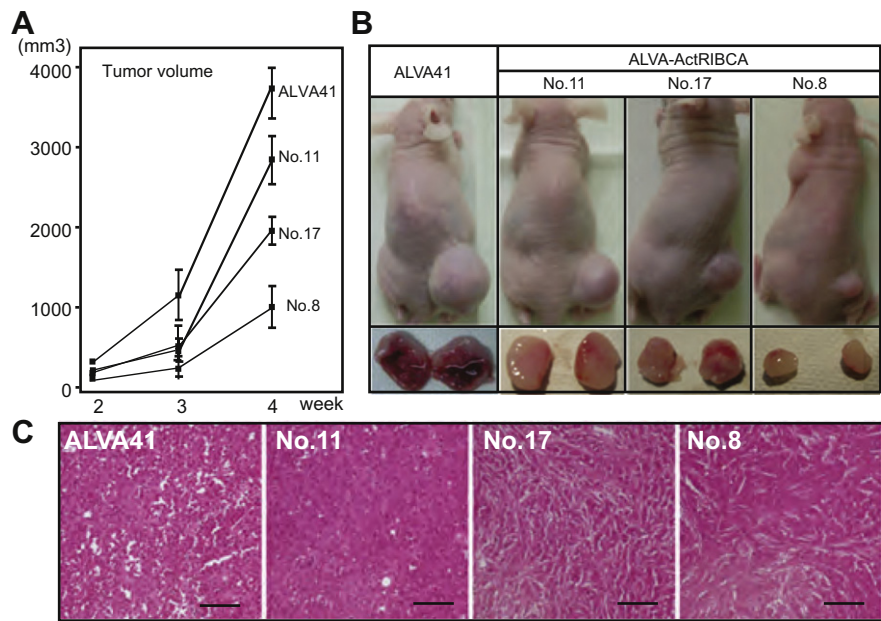 A
(mm3)
4000
3000
2000
1000
0
Tumor volume
ALVA41
No.11
No.17
No.8
2 3 4 week
B
ALVA41
ALVA-ActRIBCA
No.11 No.17 No.8
C
ALVA41 No.11 No.17 No.8